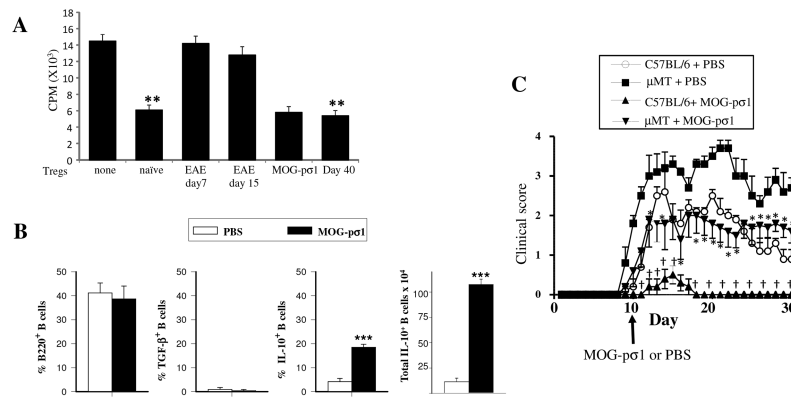 A
CPM (X10³)
18
16
14
12
10
8
6
4
2
0
**
**
Tregs
none
naïve
EAE day7
EAE day 15
MOG-pσ1
Day 40
B
PBS
MOG-pσ1
% B220⁺ B cells
50
40
30
20
10
0
% TGF-β⁺ B cells
50
40
30
20
10
0
% IL-10⁺ B cells
50
40
30
20
10
0
***
Total IL-10⁺ B cells x 10⁴
100
75
50
25
***
C
C57BL/6 + PBS
μMT + PBS
C57BL/6+ MOG-pσ1
μMT + MOG-pσ1
Clinical score
4
3
2
1
0
0
10
20
30
Day
MOG-pσ1 or PBS